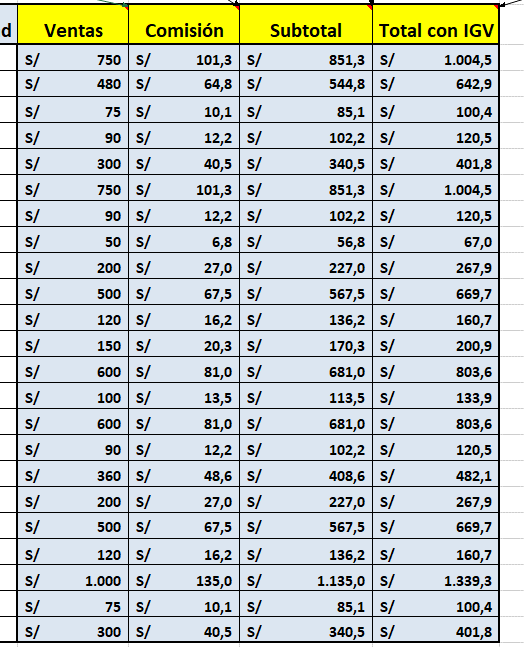 d Ventas Comisión Subtotal Total con IGV
S/ 750 S/ 101,3 S/ 851,3 S/ 1.004,5
S/ 480 S/ 64,8 S/ 544,8 S/ 642,9
S/ 75 S/ 10,1 S/ 85,1 S/ 100,4
S/ 90 S/ 12,2 S/ 102,2 S/ 120,5
S/ 300 S/ 40,5 S/ 340,5 S/ 401,8
S/ 750 S/ 101,3 S/ 851,3 S/ 1.004,5
S/ 90 S/ 12,2 S/ 102,2 S/ 120,5
S/ 50 S/ 6,8 S/ 56,8 S/ 67,0
S/ 200 S/ 27,0 S/ 227,0 S/ 267,9
S/ 500 S/ 67,5 S/ 567,5 S/ 669,7
S/ 120 S/ 16,2 S/ 136,2 S/ 160,7
S/ 150 S/ 20,3 S/ 170,3 S/ 200,9
S/ 600 S/ 81,0 S/ 681,0 S/ 803,6
S/ 100 S/ 13,5 S/ 113,5 S/ 133,9
S/ 600 S/ 81,0 S/ 681,0 S/ 803,6
S/ 90 S/ 12,2 S/ 102,2 S/ 120,5
S/ 360 S/ 48,6 S/ 408,6 S/ 482,1
S/ 200 S/ 27,0 S/ 227,0 S/ 267,9
S/ 500 S/ 67,5 S/ 567,5 S/ 669,7
S/ 120 S/ 16,2 S/ 136,2 S/ 160,7
S/ 1.000 S/ 135,0 S/ 1.135,0 S/ 1.339,3
S/ 75 S/ 10,1 S/ 85,1 S/ 100,4
S/ 300 S/ 40,5 S/ 340,5 S/ 401,8